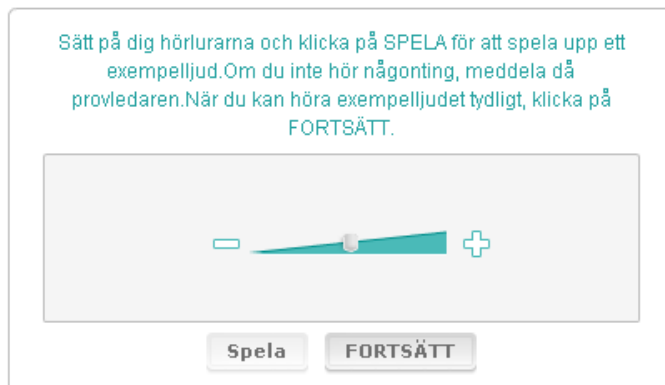 Sätt på dig hörlurarna och klicka på SPELA för att spela upp ett
exempelljud.Om du inte hör någonting, meddela då
provledaren.När du kan höra exempelljudet tydligt, klicka på
FORTSÄTT.
Spela FORTSÄTT